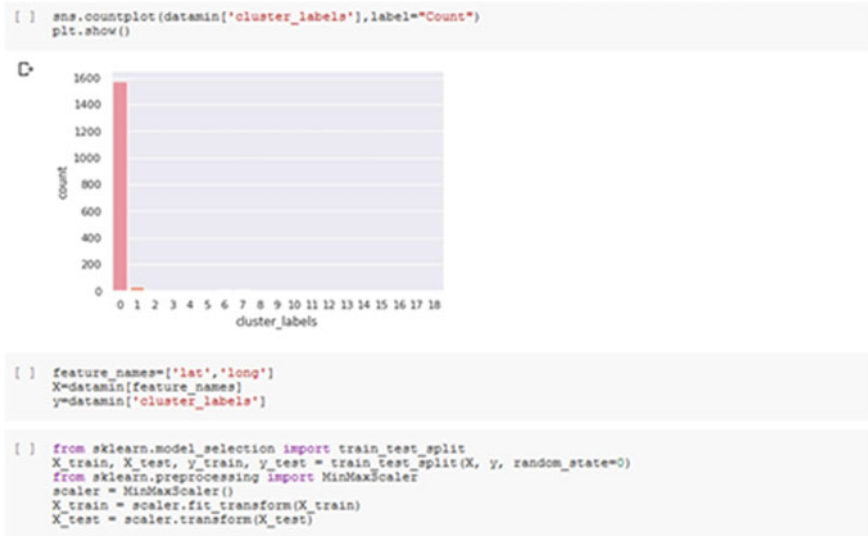 [ ] sns.countplot(datamin['cluster_labels'],label="Count")
plt.show()
1600
1400
1200
1000
800
600
400
200
0
count
0 1 2 3 4 5 6 7 8 9 10 11 12 13 14 15 16 17 18
cluster_labels
[ ] feature_names=['lat','long']
X=datamin[feature_names]
y=datamin['cluster_labels']
[ ] from sklearn.model_selection import train_test_split
X_train, X_test, y_train, y_test = train_test_split(X, y, random_state=0)
from sklearn.preprocessing import MinMaxScaler
scaler = MinMaxScaler()
X_train = scaler.fit_transform(X_train)
X_test = scaler.transform(X_test)